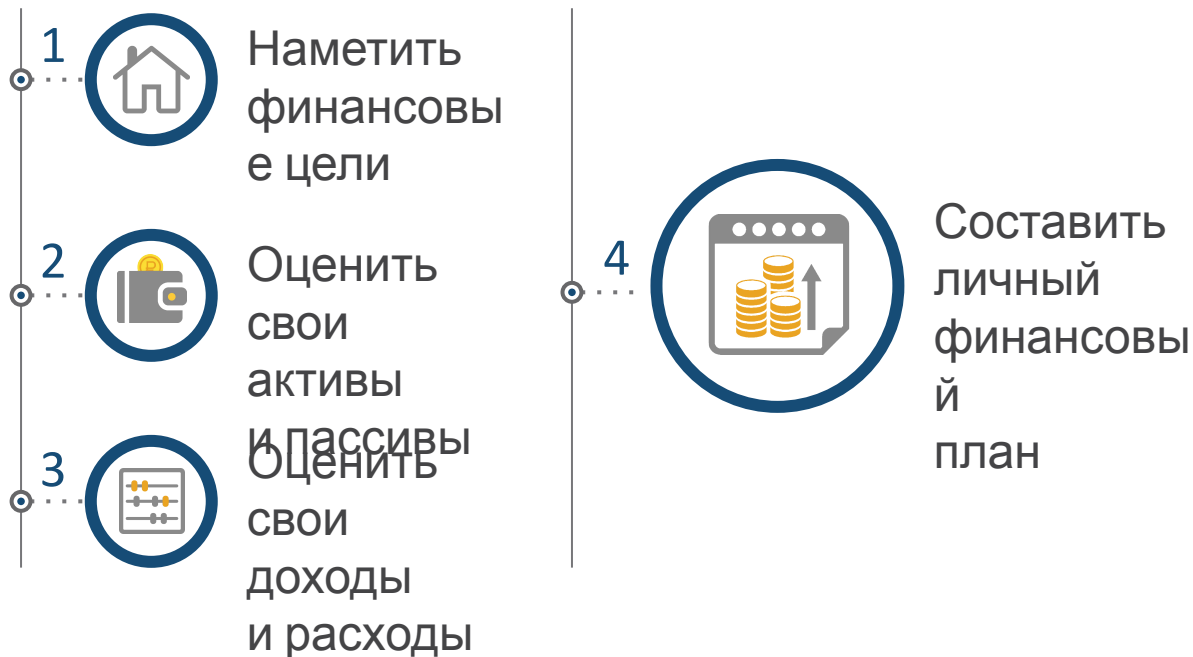 1
Наметить
финансовы
е цели
2
Оценить
свои
активы
и пассивы
3
Оценить
свои
доходы
и расходы
4
Составить
личный
финансовы
й
план